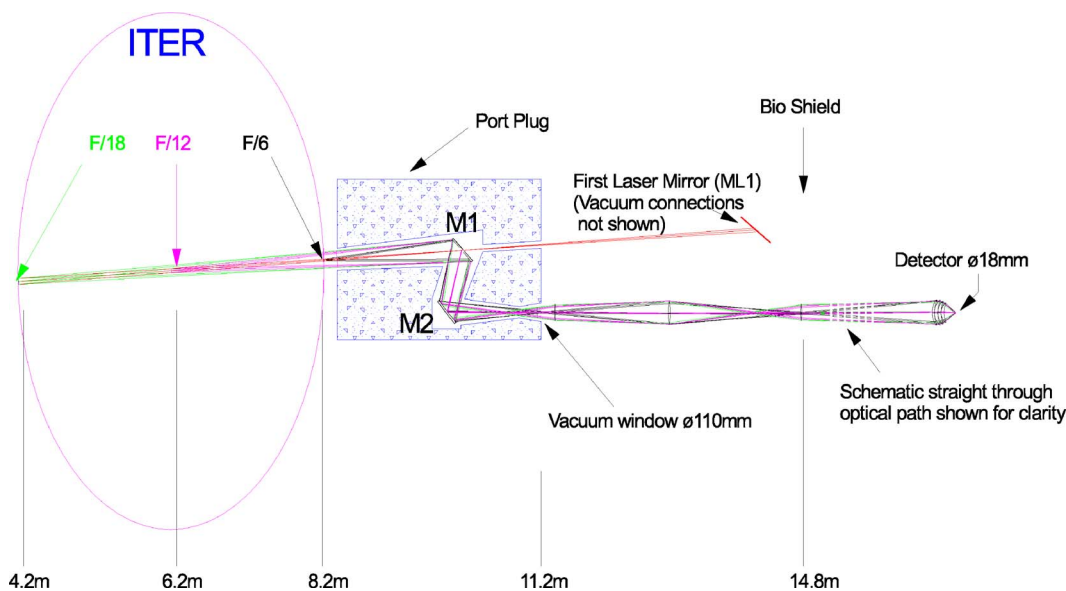 ITER
F/18
F/12
F/6
Port Plug
Bio Shield
First Laser Mirror (ML1)
(Vacuum connections
not shown)
M1
M2
Detector ø18mm
Vacuum window ø110mm
Schematic straight through
optical path shown for clarity
4.2m
6.2m
8.2m
11.2m
14.8m